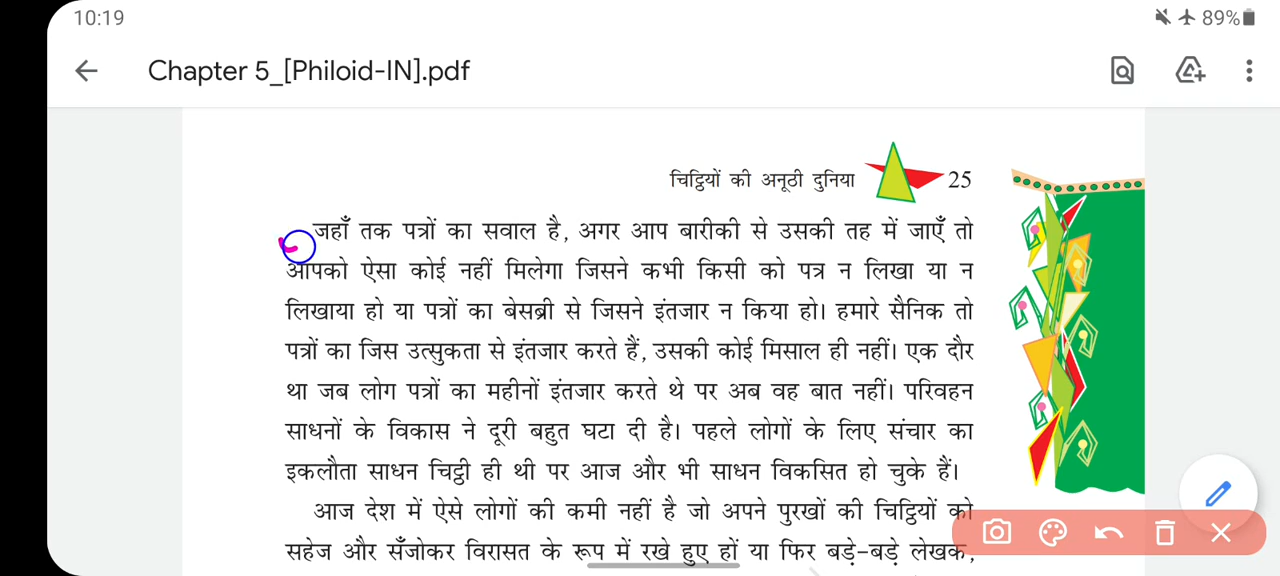 10:19
89%
Chapter 5_[Philoid-IN].pdf
चिट्ठियों की अनूठी दुनिया 25
जहाँ तक पत्रों का सवाल है, अगर आप बारीकी से उसकी तह में जाएँ तो
आपको ऐसा कोई नहीं मिलेगा जिसने कभी किसी को पत्र न लिखा या न
लिखाया हो या पत्रों का बेसब्री से जिसने इंतजार न किया हो। हमारे सैनिक तो
पत्रों का जिस उत्सुकता से इंतजार करते हैं, उसकी कोई मिसाल ही नहीं। एक दौर
था जब लोग पत्रों का महीनों इंतजार करते थे पर अब वह बात नहीं। परिवहन
साधनों के विकास ने दूरी बहुत घटा दी है। पहले लोगों के लिए संचार का
इकलौता साधन चिट्ठी ही थी पर आज और भी साधन विकसित हो चुके हैं।
आज देश में ऐसे लोगों की कमी नहीं है जो अपने पुरखों की चिट्ठियों को
सहेज और सँजोकर विरासत के रूप में रखे हुए हों या फिर बड़े-बड़े लेखक,